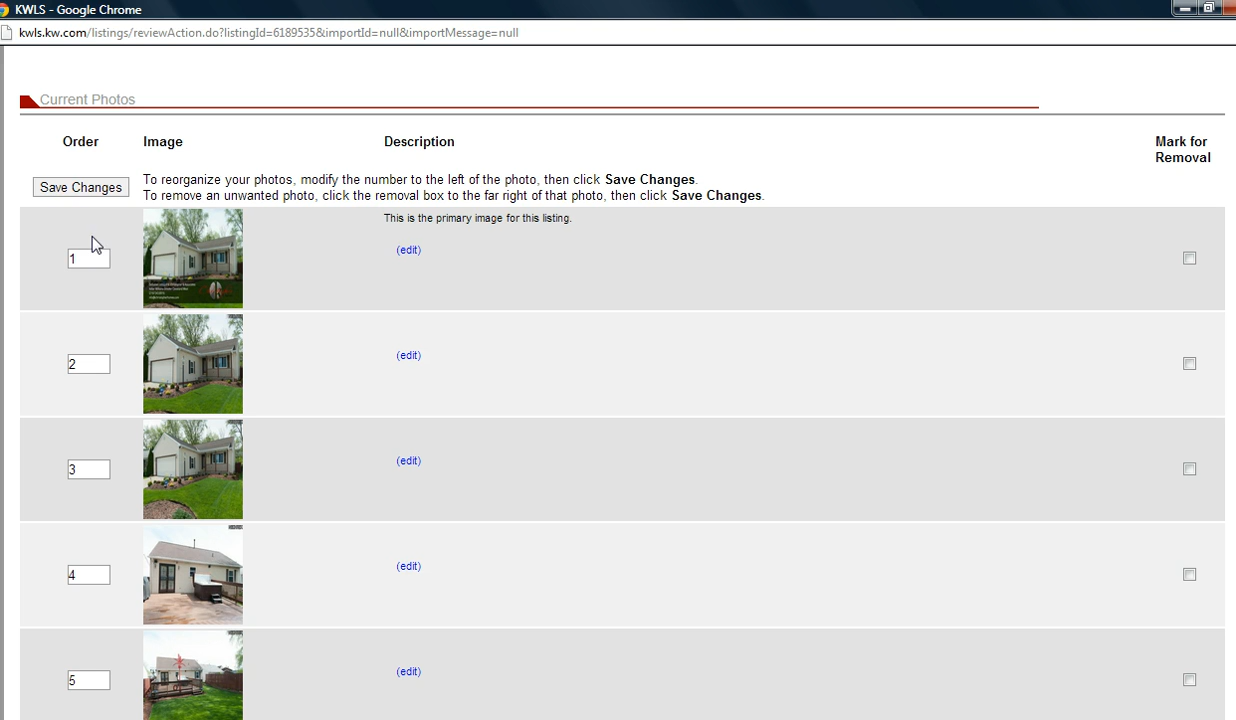 KWLS - Google Chrome
kwls.kw.com/listings/reviewAction.do?listingId=6189535&importId=null&importMessage=null
Current Photos
Order Image Description Mark for Removal
Save Changes
To reorganize your photos, modify the number to the left of the photo, then click Save Changes.
To remove an unwanted photo, click the removal box to the far right of that photo, then click Save Changes.
This is the primary image for this listing.
1 (edit)
2 (edit)
3 (edit)
4 (edit)
5 (edit)